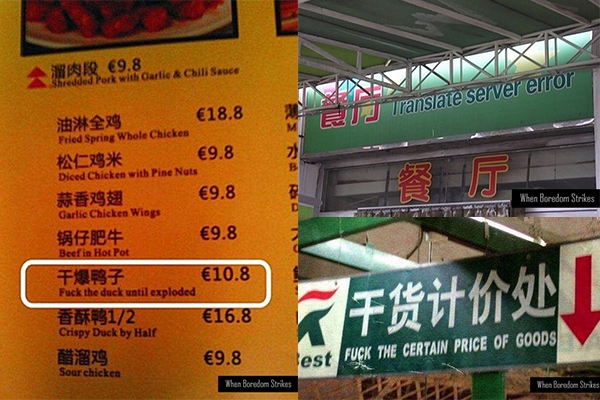 溜肉段 €9.8
Shredded Pork with Garlic & Chili Sauce
油淋全鸡 €18.8
Fried Spring Whole Chicken
松仁鸡米 €9.8
Diced Chicken with Pine Nuts
蒜香鸡翅 €9.8
Garlic Chicken Wings
锅仔肥牛 €9.8
Beef in Hot Pot
干爆鸭子 €10.8
Fuck the duck until exploded
香酥鸭1/2 €16.8
Crispy Duck by Half
醋溜鸡 €9.8
Sour chicken
When Boredom Strikes
餐厅 Translate server error
餐厅
When Boredom Strikes
干货计价处
Best
FUCK THE CERTAIN PRICE OF GOODS
When Boredom Strikes